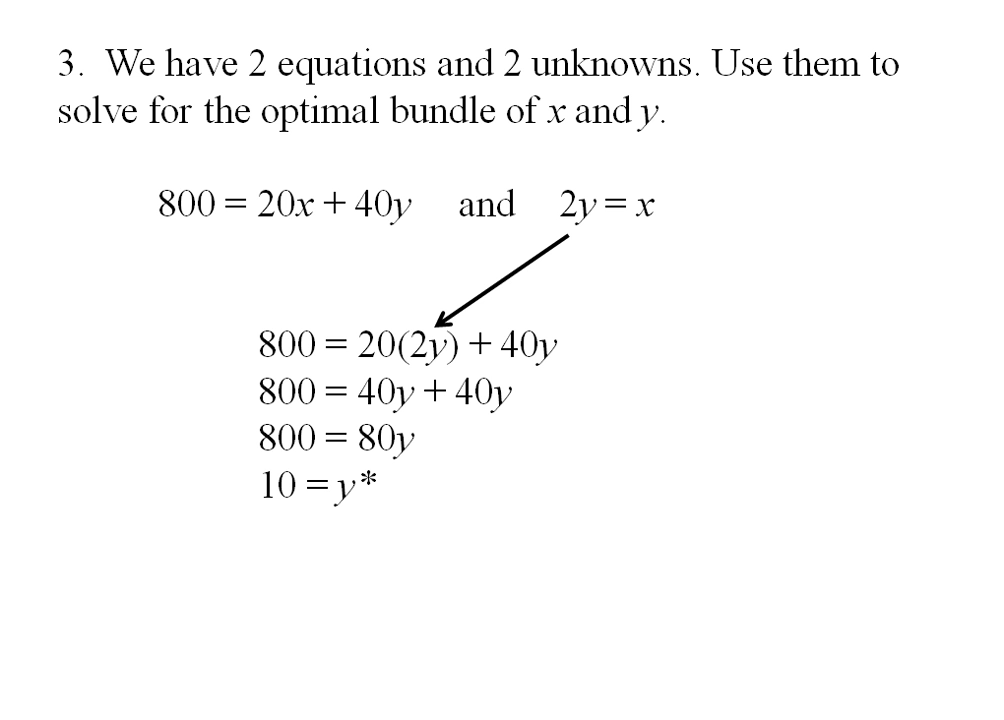 3. We have 2 equations and 2 unknowns. Use them to
solve for the optimal bundle of x and y.
800 = 20x + 40y and 2y = x
800 = 20(2y) + 40y
800 = 40y + 40y
800 = 80y
10 = y*